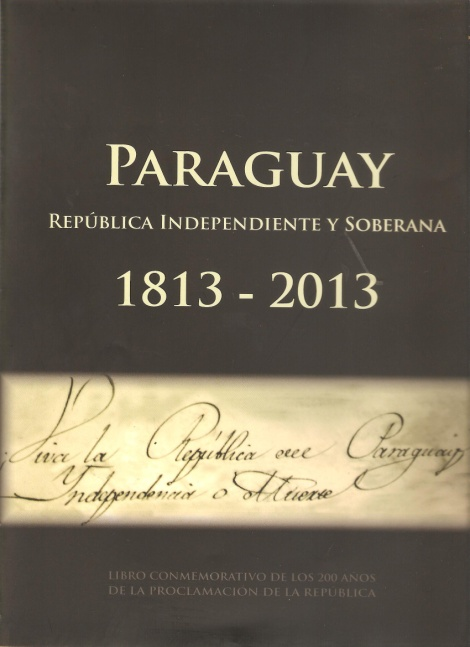 PARAGUAY
REPÚBLICA INDEPENDIENTE Y SOBERANA
1813 - 2013
¡Viva la República del Paraguay
Independencia o Muerte
LIBRO CONMEMORATIVO DE LOS 200 AÑOS
DE LA PROCLAMACION DE LA REPÚBLICA